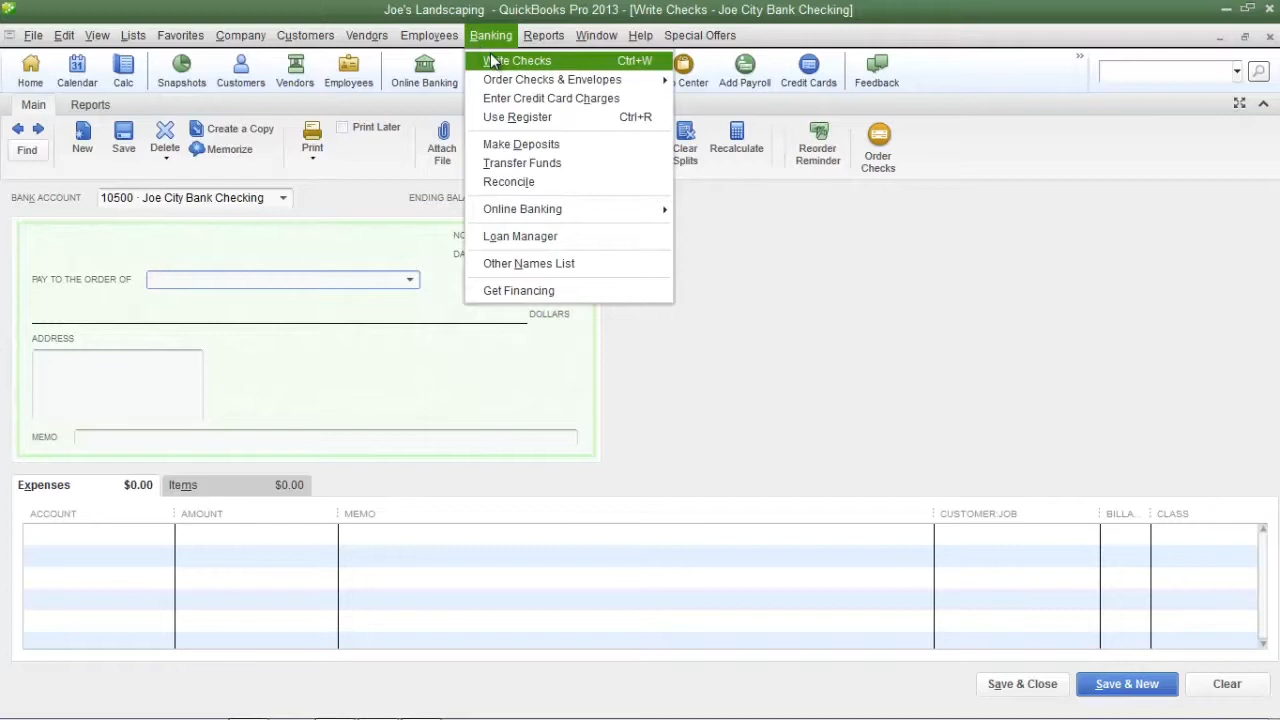 Joe's Landscaping - QuickBooks Pro 2013 - [Write Checks - Joe City Bank Checking]
File Edit View Lists Favorites Company Customers Vendors Employees Banking Reports Window Help Special Offers
Home Calendar Calc Snapshots Customers Vendors Employees Online Banking Center Add Payroll Credit Cards Feedback
Write Checks Ctrl+W
Order Checks & Envelopes
Enter Credit Card Charges
Use Register Ctrl+R
Make Deposits
Transfer Funds
Reconcile
Online Banking
Loan Manager
Other Names List
Get Financing
Main Reports
Find
New
Save
Delete
Create a Copy
Memorize
Print
Print Later
Attach
File
Clear
Splits
Recalculate
Reorder
Reminder
Order
Checks
BANK ACCOUNT 10500 · Joe City Bank Checking ENDING
PAY TO THE ORDER OF
DOLLARS
ADDRESS
MEMO
Expenses $0.00 Items $0.00
ACCOUNT AMOUNT MEMO CUSTOMER:JOB BILLA... CLASS
Save & Close Save & New Clear